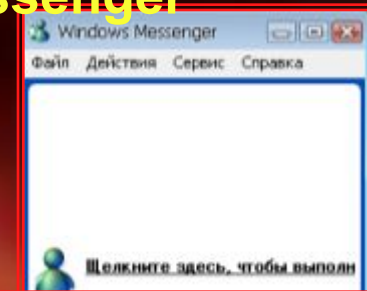 ssenger
Windows Messenger
Файл Действия Сервис Справка
Щелкните здесь, чтобы выполн